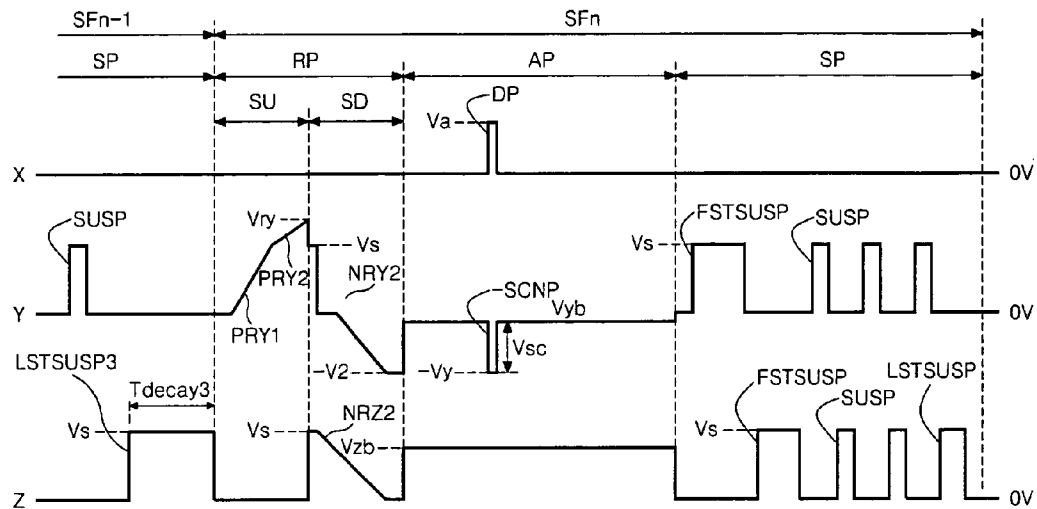 SFn-1 SFn
SP RP AP SP
SU SD
DP
Va
X 0V
SUSP Vry Vs FSTSUSP SUSP
Vs
PRY2 NRY2 SCNP
Y Vyb 0V
PRY1 Vsc
LSTSUSP3 -V2 -Vy
Tdecay3 FSTSUSP LSTSUSP
SUSP
Vs Vs NRZ2 Vs
Vzb
Z 0V